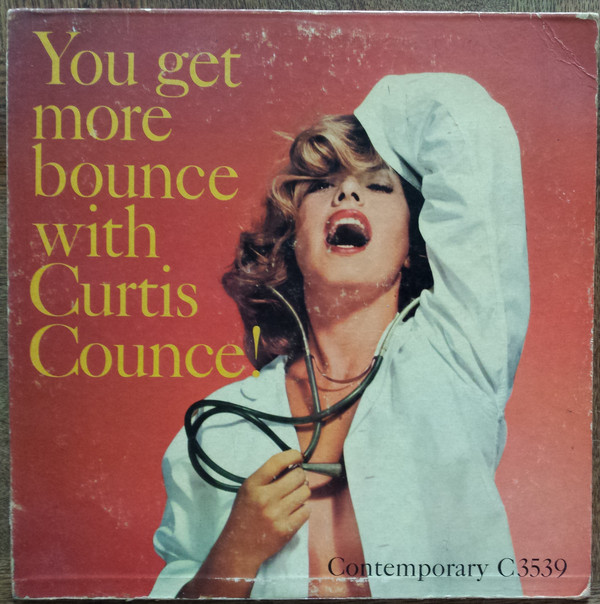 You get
more
bounce
with
Curtis
Counce!
Contemporary C3539